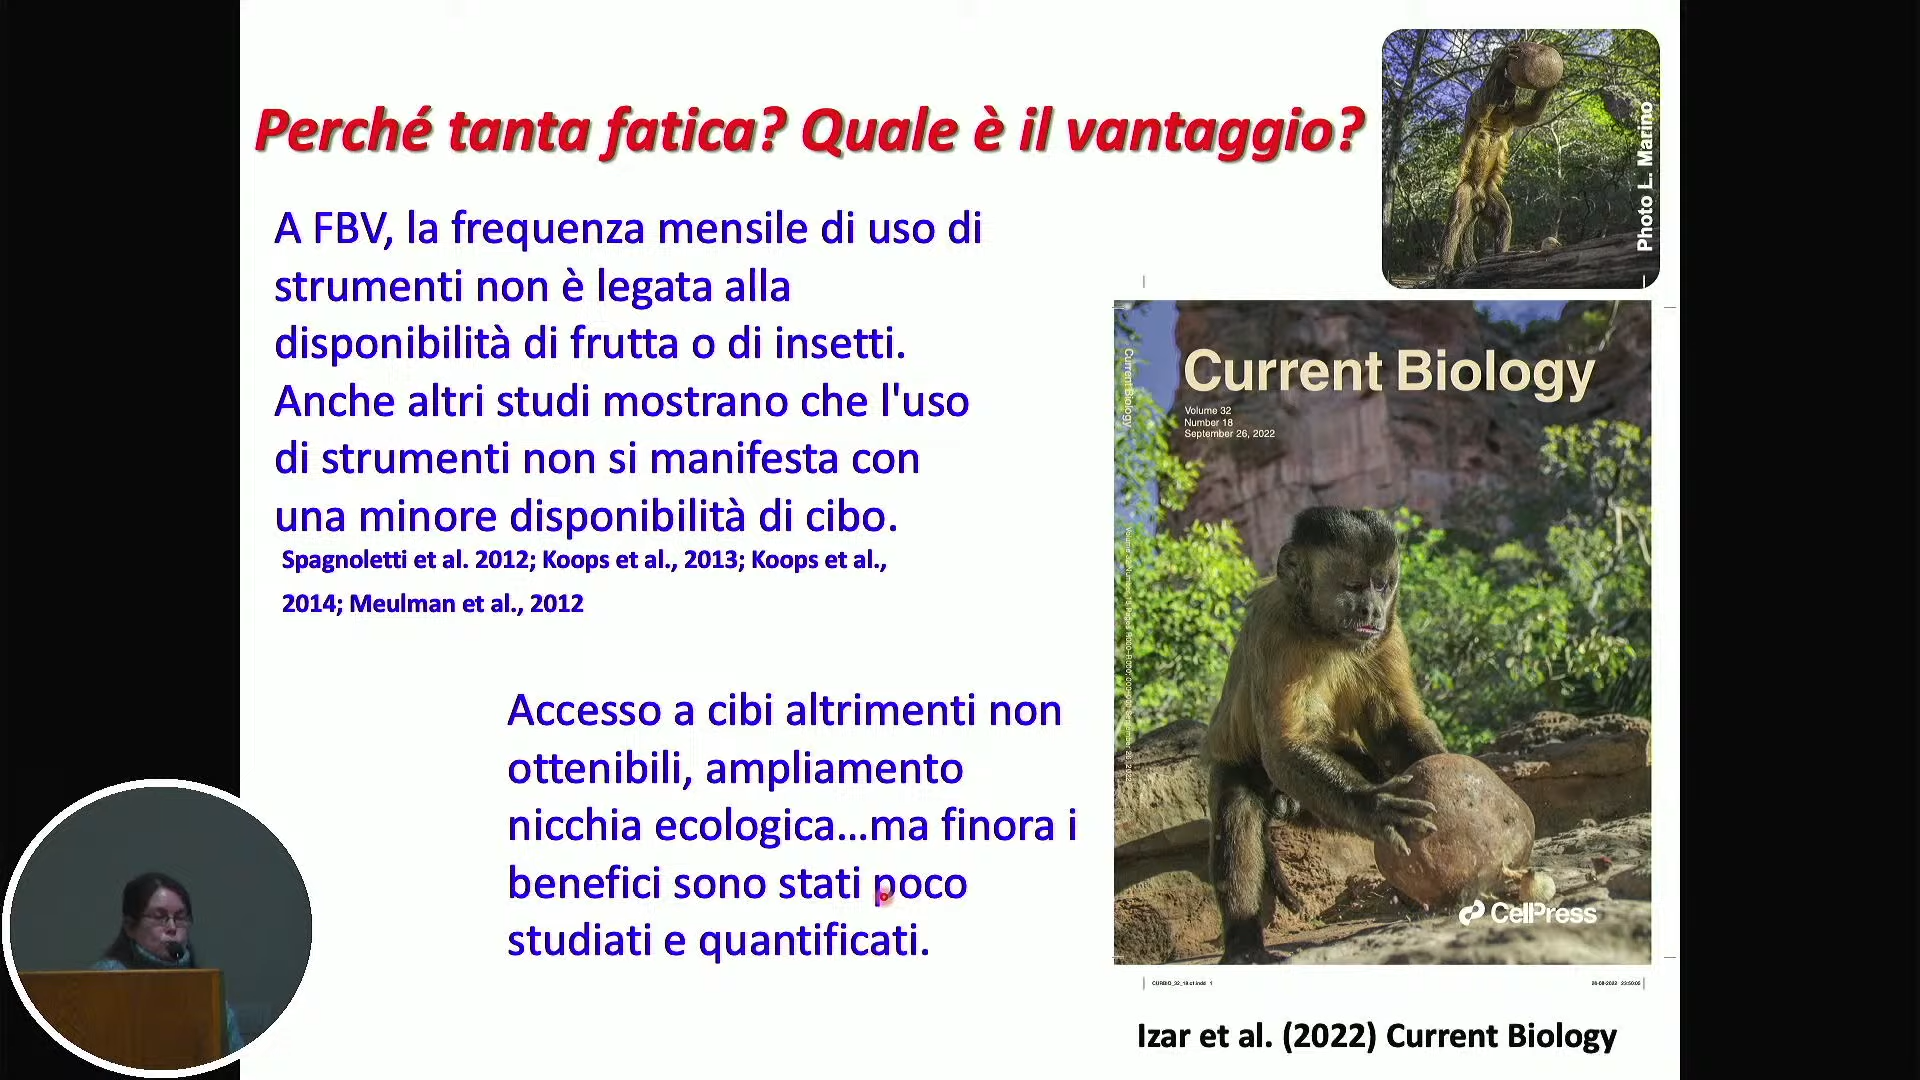 Perché tanta fatica? Quale è il vantaggio?
Photo L. Marino
A FBV, la frequenza mensile di uso di
strumenti non è legata alla
disponibilità di frutta o di insetti.
Anche altri studi mostrano che l'uso
di strumenti non si manifesta con
una minore disponibilità di cibo.
Spagnoletti et al. 2012; Koops et al., 2013; Koops et al.,
2014; Meulman et al., 2012
Accesso a cibi altrimenti non
ottenibili, ampliamento
nicchia ecologica...ma finora i
benefici sono stati poco
studiati e quantificati.
Current Biology
Volume 32
Number 18
September 26, 2022
Current Biology
CellPress
Izar et al. (2022) Current Biology